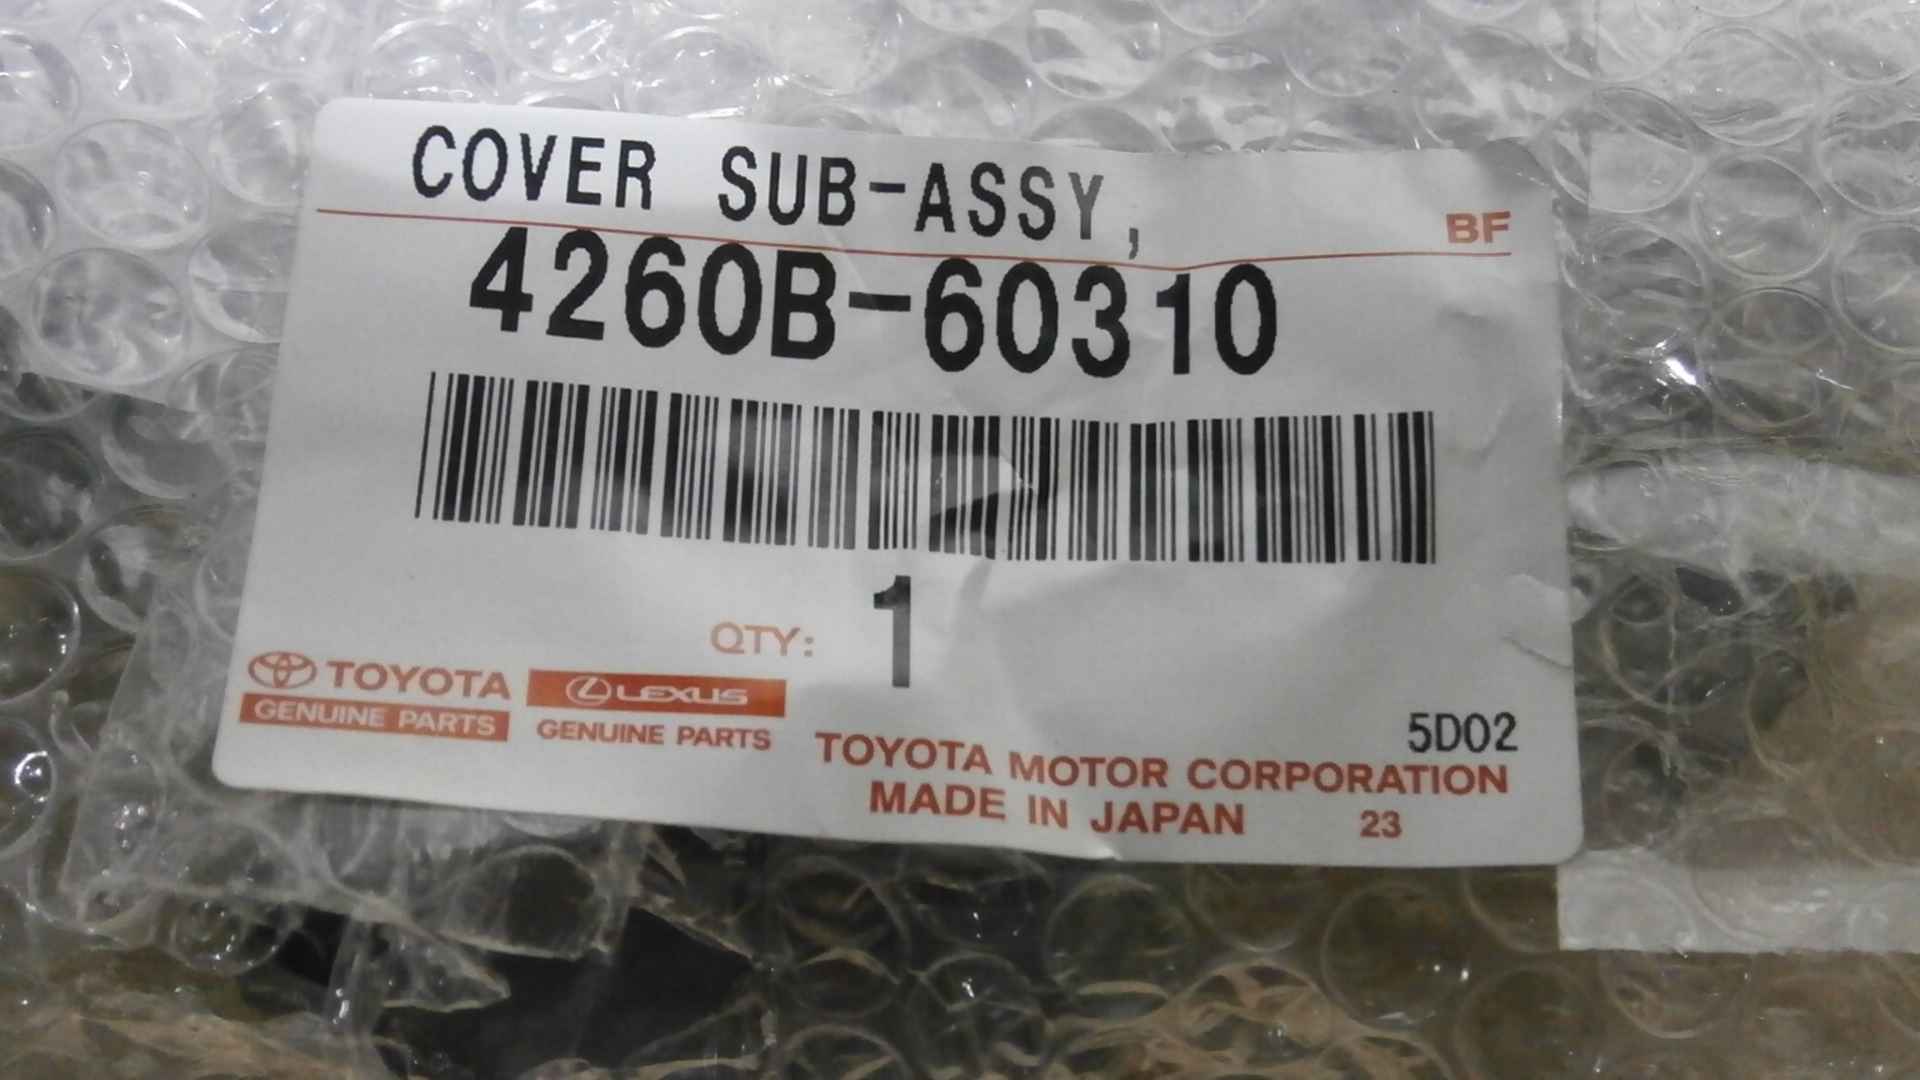 COVER SUB-ASSY,
BF
4260B-60310
QTY: 1
TOYOTA
GENUINE PARTS
LEXUS
GENUINE PARTS
5D02
TOYOTA MOTOR CORPORATION
MADE IN JAPAN 23